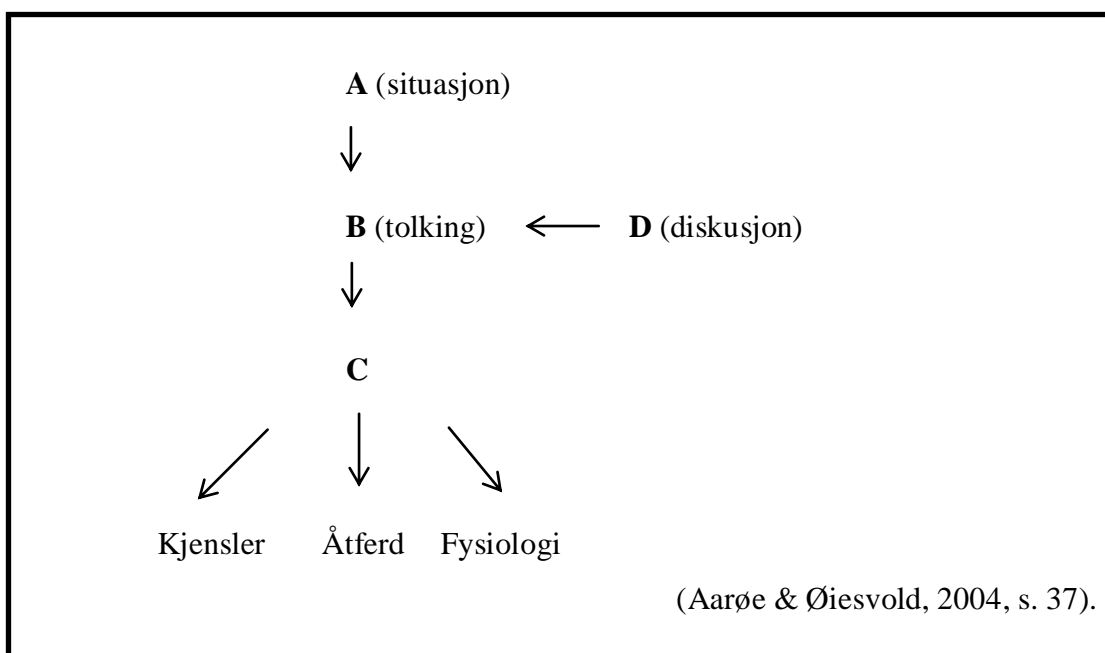 A (situasjon)
B (tolking) D (diskusjon)
C
Kjensler Åtferd Fysiologi
(Aarøe & Øiesvold, 2004, s. 37).